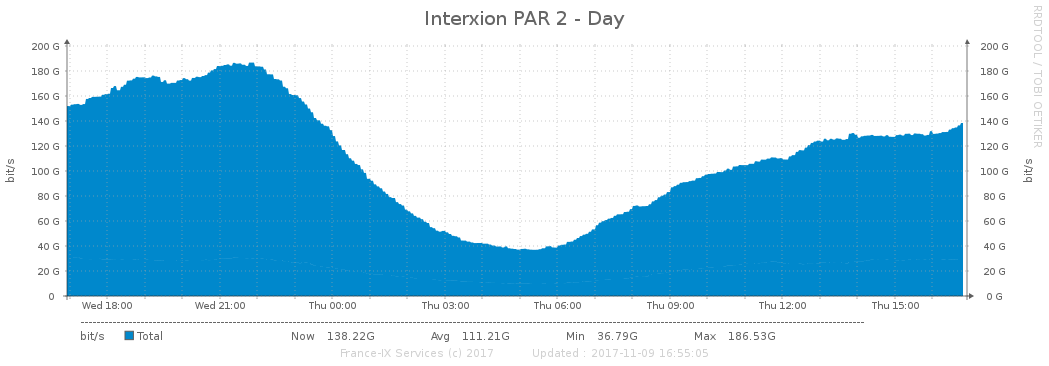 Interxion PAR 2 - Day
RRDTOOL / TOBI OETIKER
200 G 200 G
180 G 180 G
160 G 160 G
140 G 140 G
120 G 120 G
100 G 100 G
80 G 80 G
60 G 60 G
40 G 40 G
20 G 20 G
0 0 G
bit/s bit/s
Wed 18:00 Wed 21:00 Thu 00:00 Thu 03:00 Thu 06:00 Thu 09:00 Thu 12:00 Thu 15:00
bit/s Total Now 138.22G Avg 111.21G Min 36.79G Max 186.53G
France-IX Services (c) 2017 Updated : 2017-11-09 16:55:05